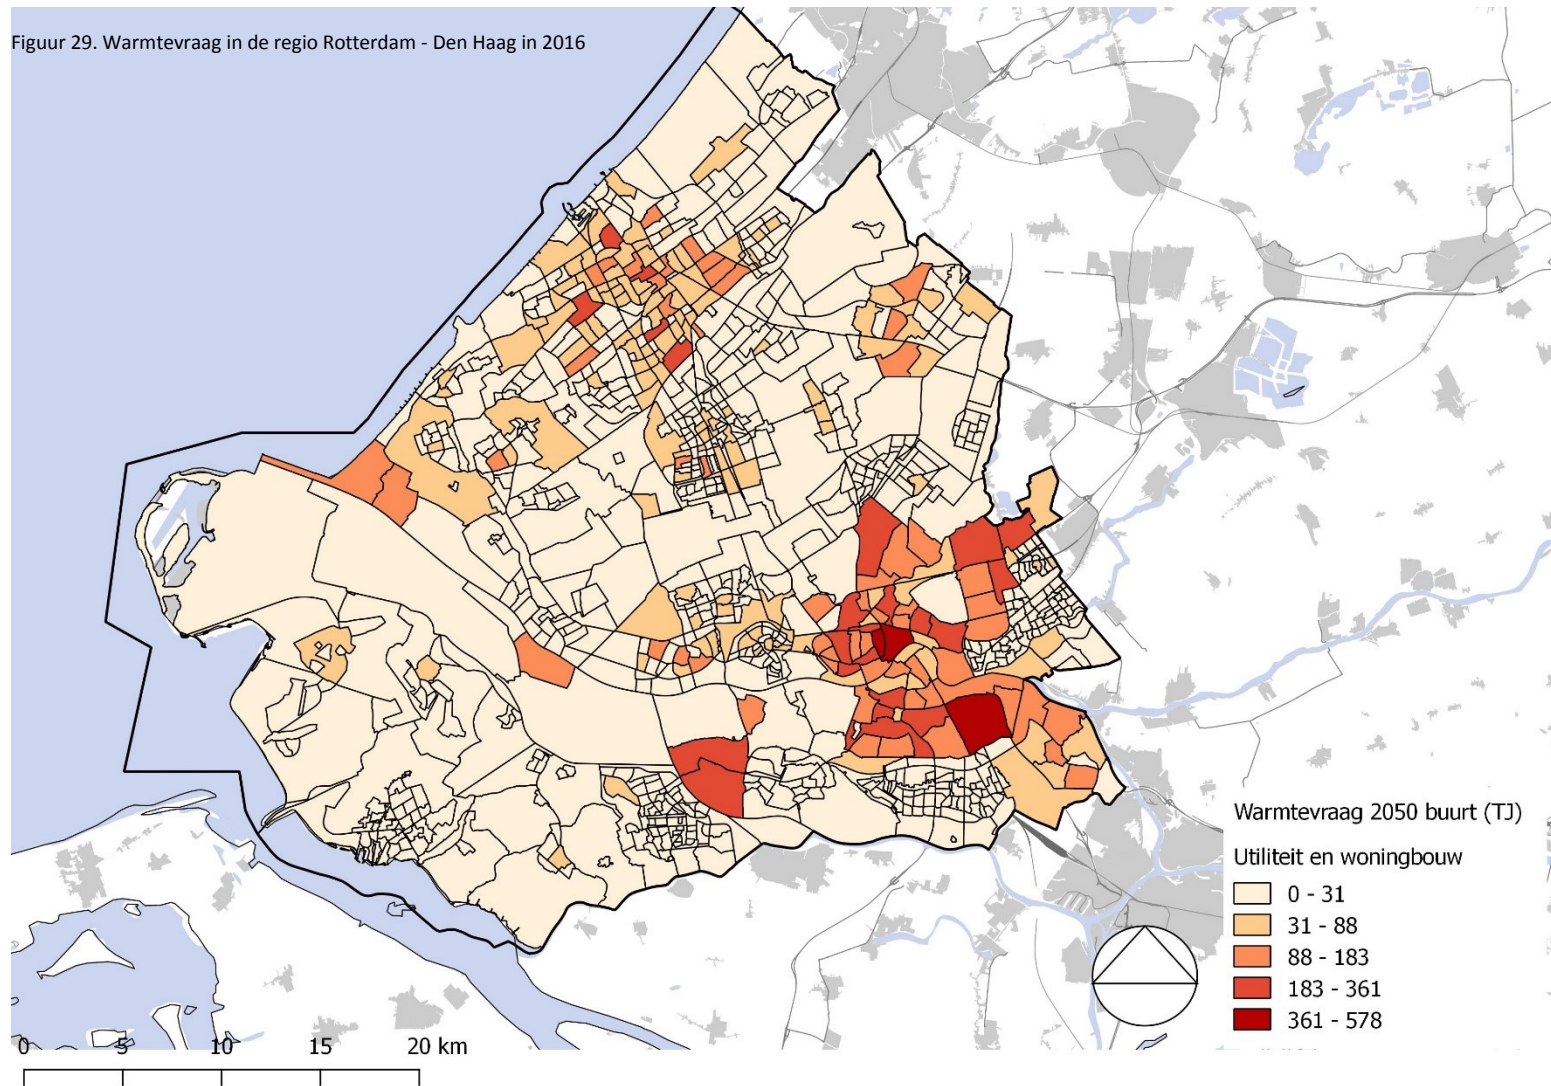 Figuur 29. Warmtevraag in de regio Rotterdam - Den Haag in 2016
Warmtevraag 2050 buurt (TJ)
Utiliteit en woningbouw
0 - 31
31 - 88
88 - 183
183 - 361
361 - 578
0 5 10 15 20 km